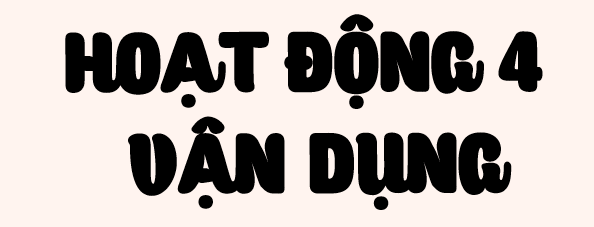 HOẠT ĐỘNG 4
VẬN DỤNG